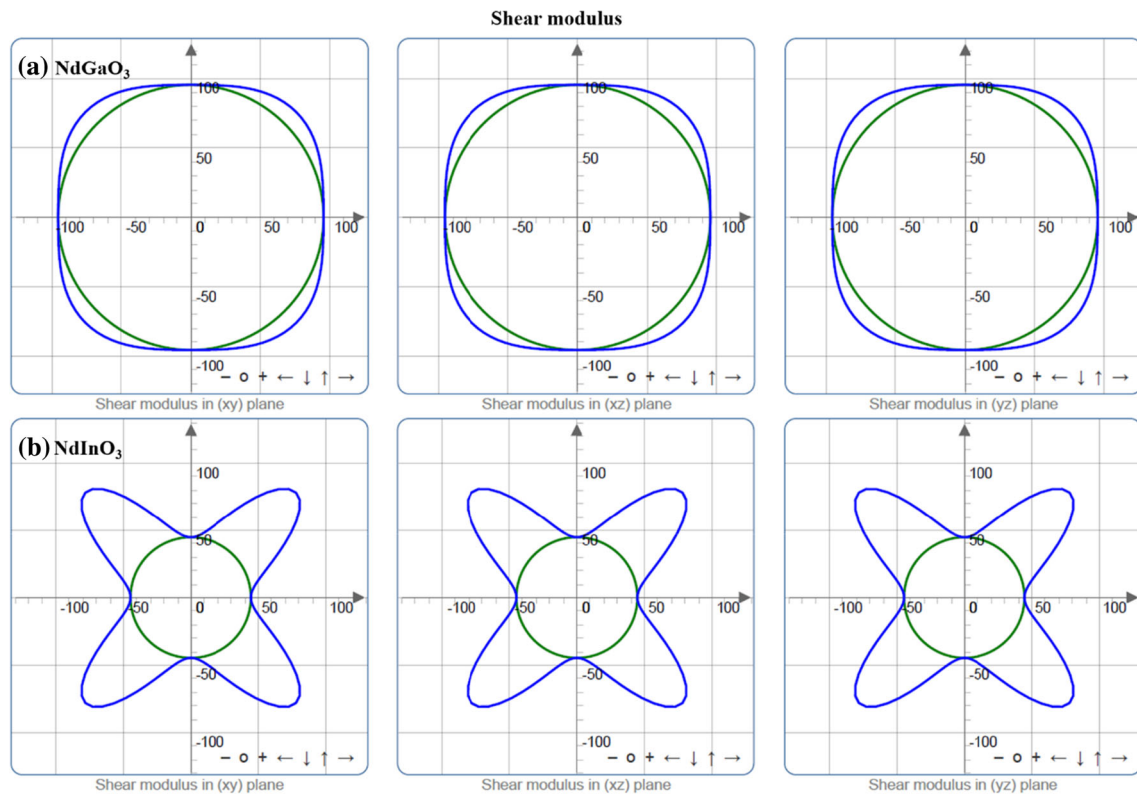 Shear modulus
(a) NdGaO₃
100
50
-100 -50 0 100
-50
-100
− o + ← ↓ ↑ →
Shear modulus in (xy) plane
100
50
-100 -50 0 50 100
-50
-100
− o + ← ↓ ↑ →
Shear modulus in (xz) plane
100
50
-100 -50 0 50 100
-50
-100
− o + ← ↓ ↑ →
Shear modulus in (yz) plane
(b) NdInO₃
100
50
-100 -50 0 50 100
-50
-100
− o + ← ↓ ↑ →
Shear modulus in (xy) plane
100
50
-100 -50 0 50 100
-50
-100
− o + ← ↓ ↑ →
Shear modulus in (xz) plane
100
50
-100 -50 0 50 100
-50
-100
− o + ← ↓ ↑ →
Shear modulus in (yz) plane